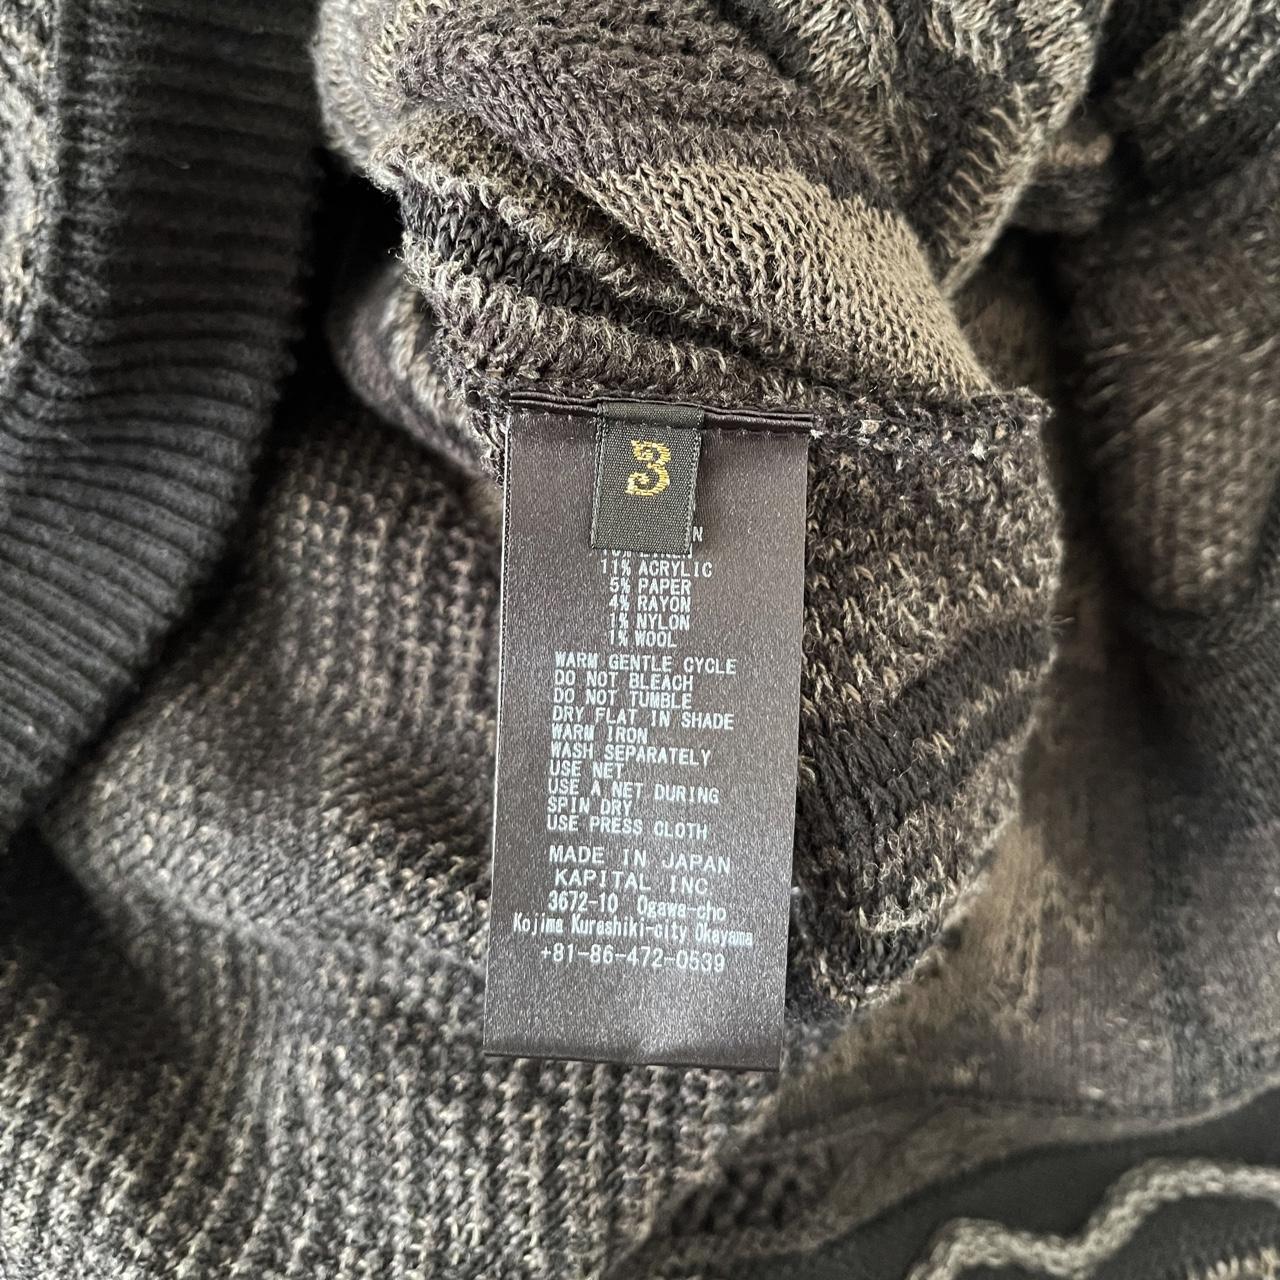 3
N
11% ACRYLIC
5% PAPER
4% RAYON
1% NYLON
1% WOOL
WARM GENTLE CYCLE
DO NOT BLEACH
DO NOT TUMBLE
DRY FLAT IN SHADE
WARM IRON
WASH SEPARATELY
USE NET
USE A NET DURING
SPIN DRY
USE PRESS CLOTH
MADE IN JAPAN
KAPITAL INC
3672-10 Ogawa-cho
Kojima Kurashiki-city Okayama
+81-86-472-0539